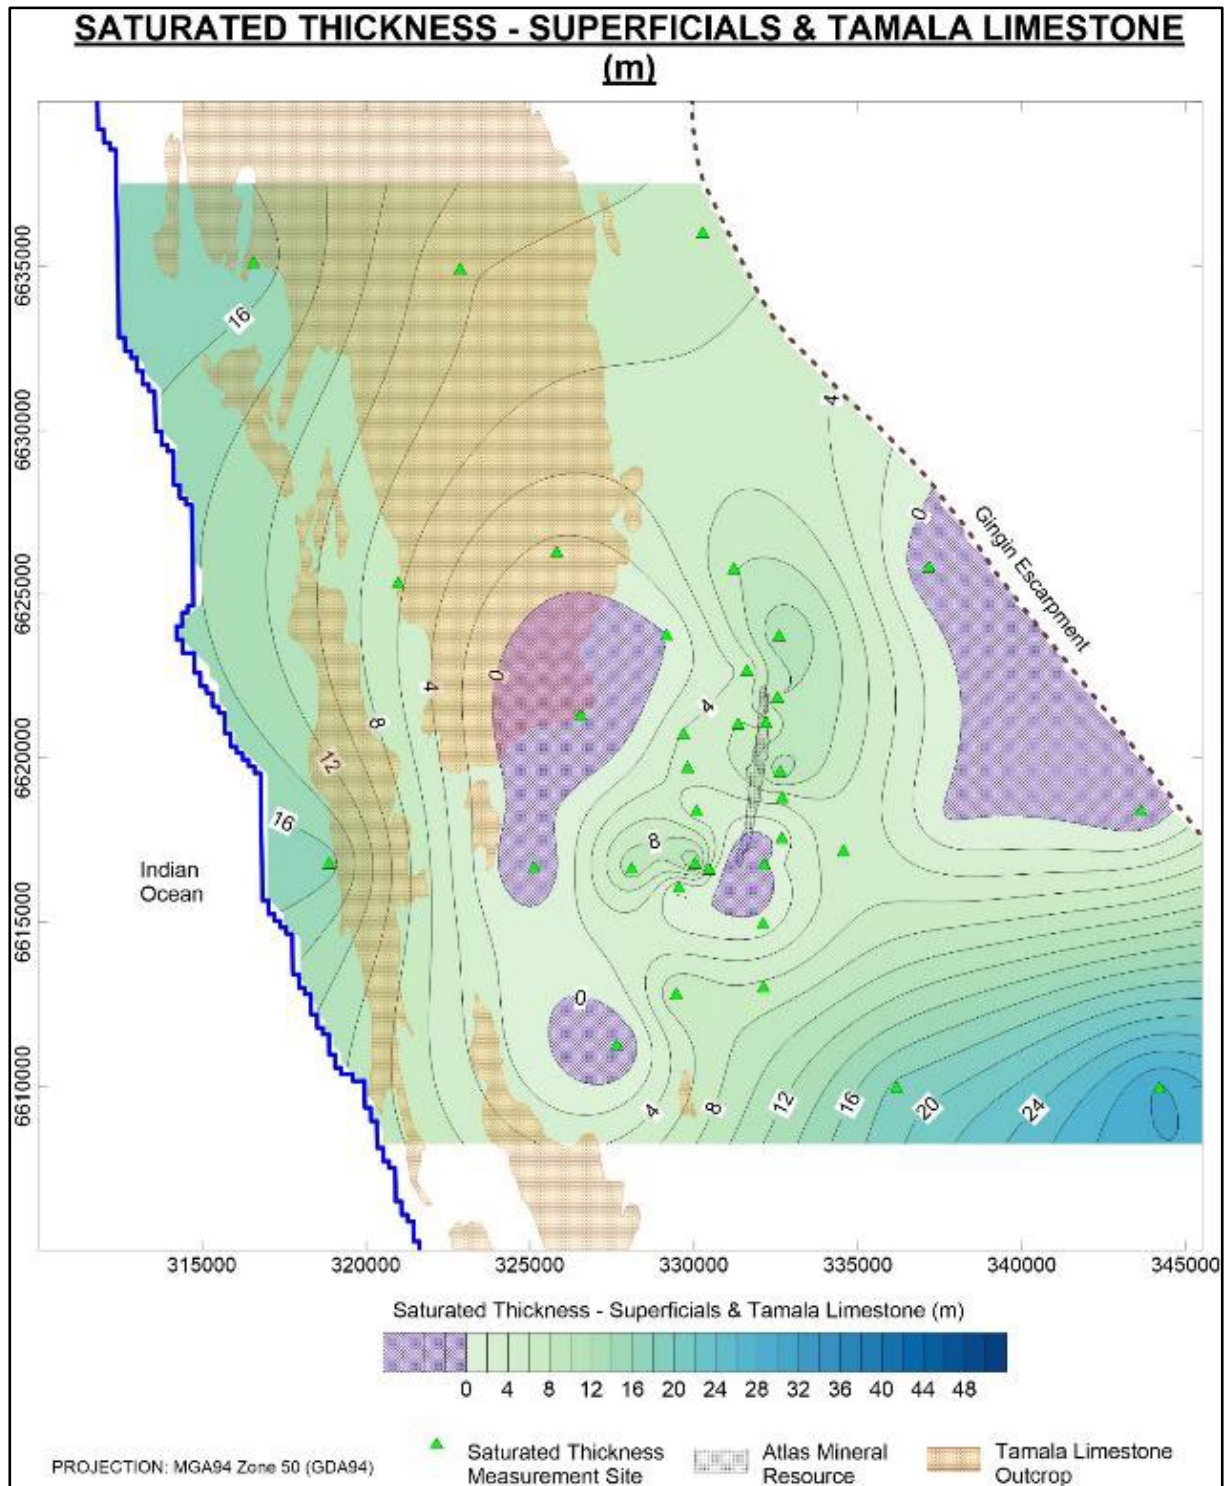 SATURATED THICKNESS - SUPERFICIALS & TAMALA LIMESTONE
(m)
6635000
16
4
6630000
0
Gingin Escarpment
6625000
0
4
4
8
6620000
12
16
8
Indian
Ocean
6615000
0
6610000
4
8
12
16
20
24
315000
320000
325000
330000
335000
340000
345000
Saturated Thickness - Superficials & Tamala Limestone (m)
0 4 8 12 16 20 24 28 32 36 40 44 48
PROJECTION: MGA94 Zone 50 (GDA94)
Saturated Thickness
Measurement Site
Atlas Mineral
Resource
Tamala Limestone
Outcrop